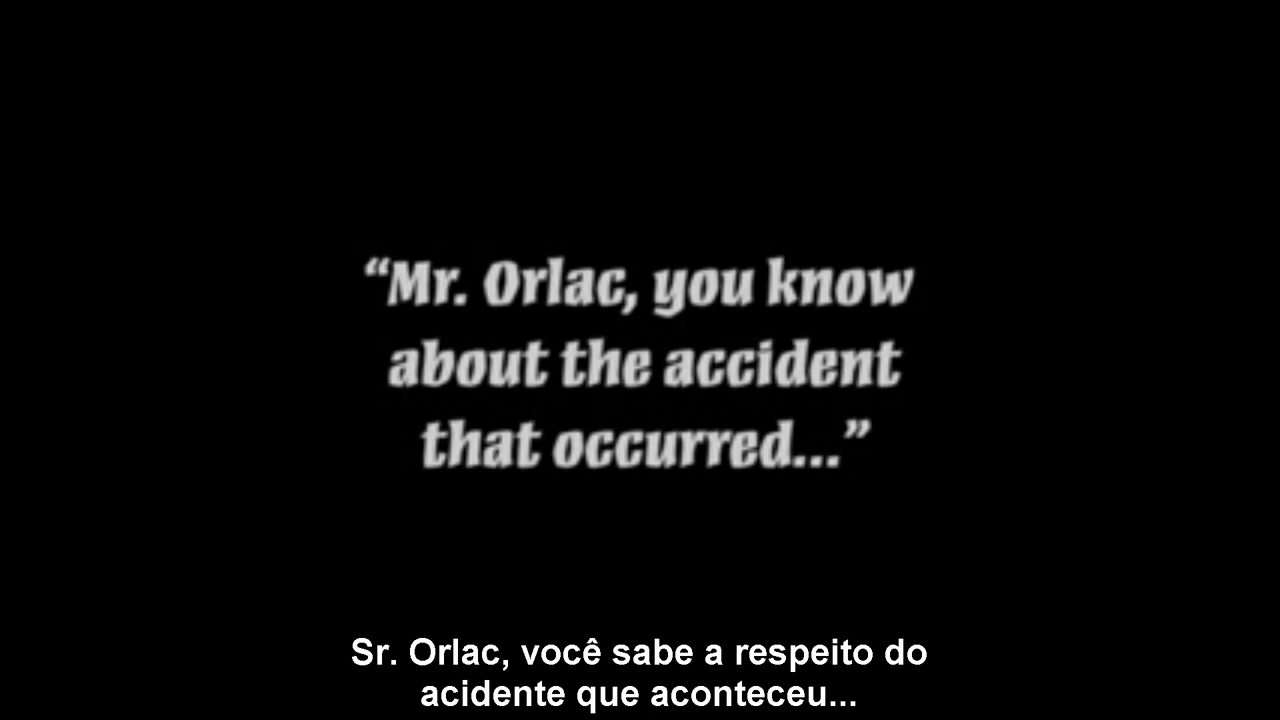 “Mr. Orlac, you know
about the accident
that occurred...”
Sr. Orlac, você sabe a respeito do
acidente que aconteceu...